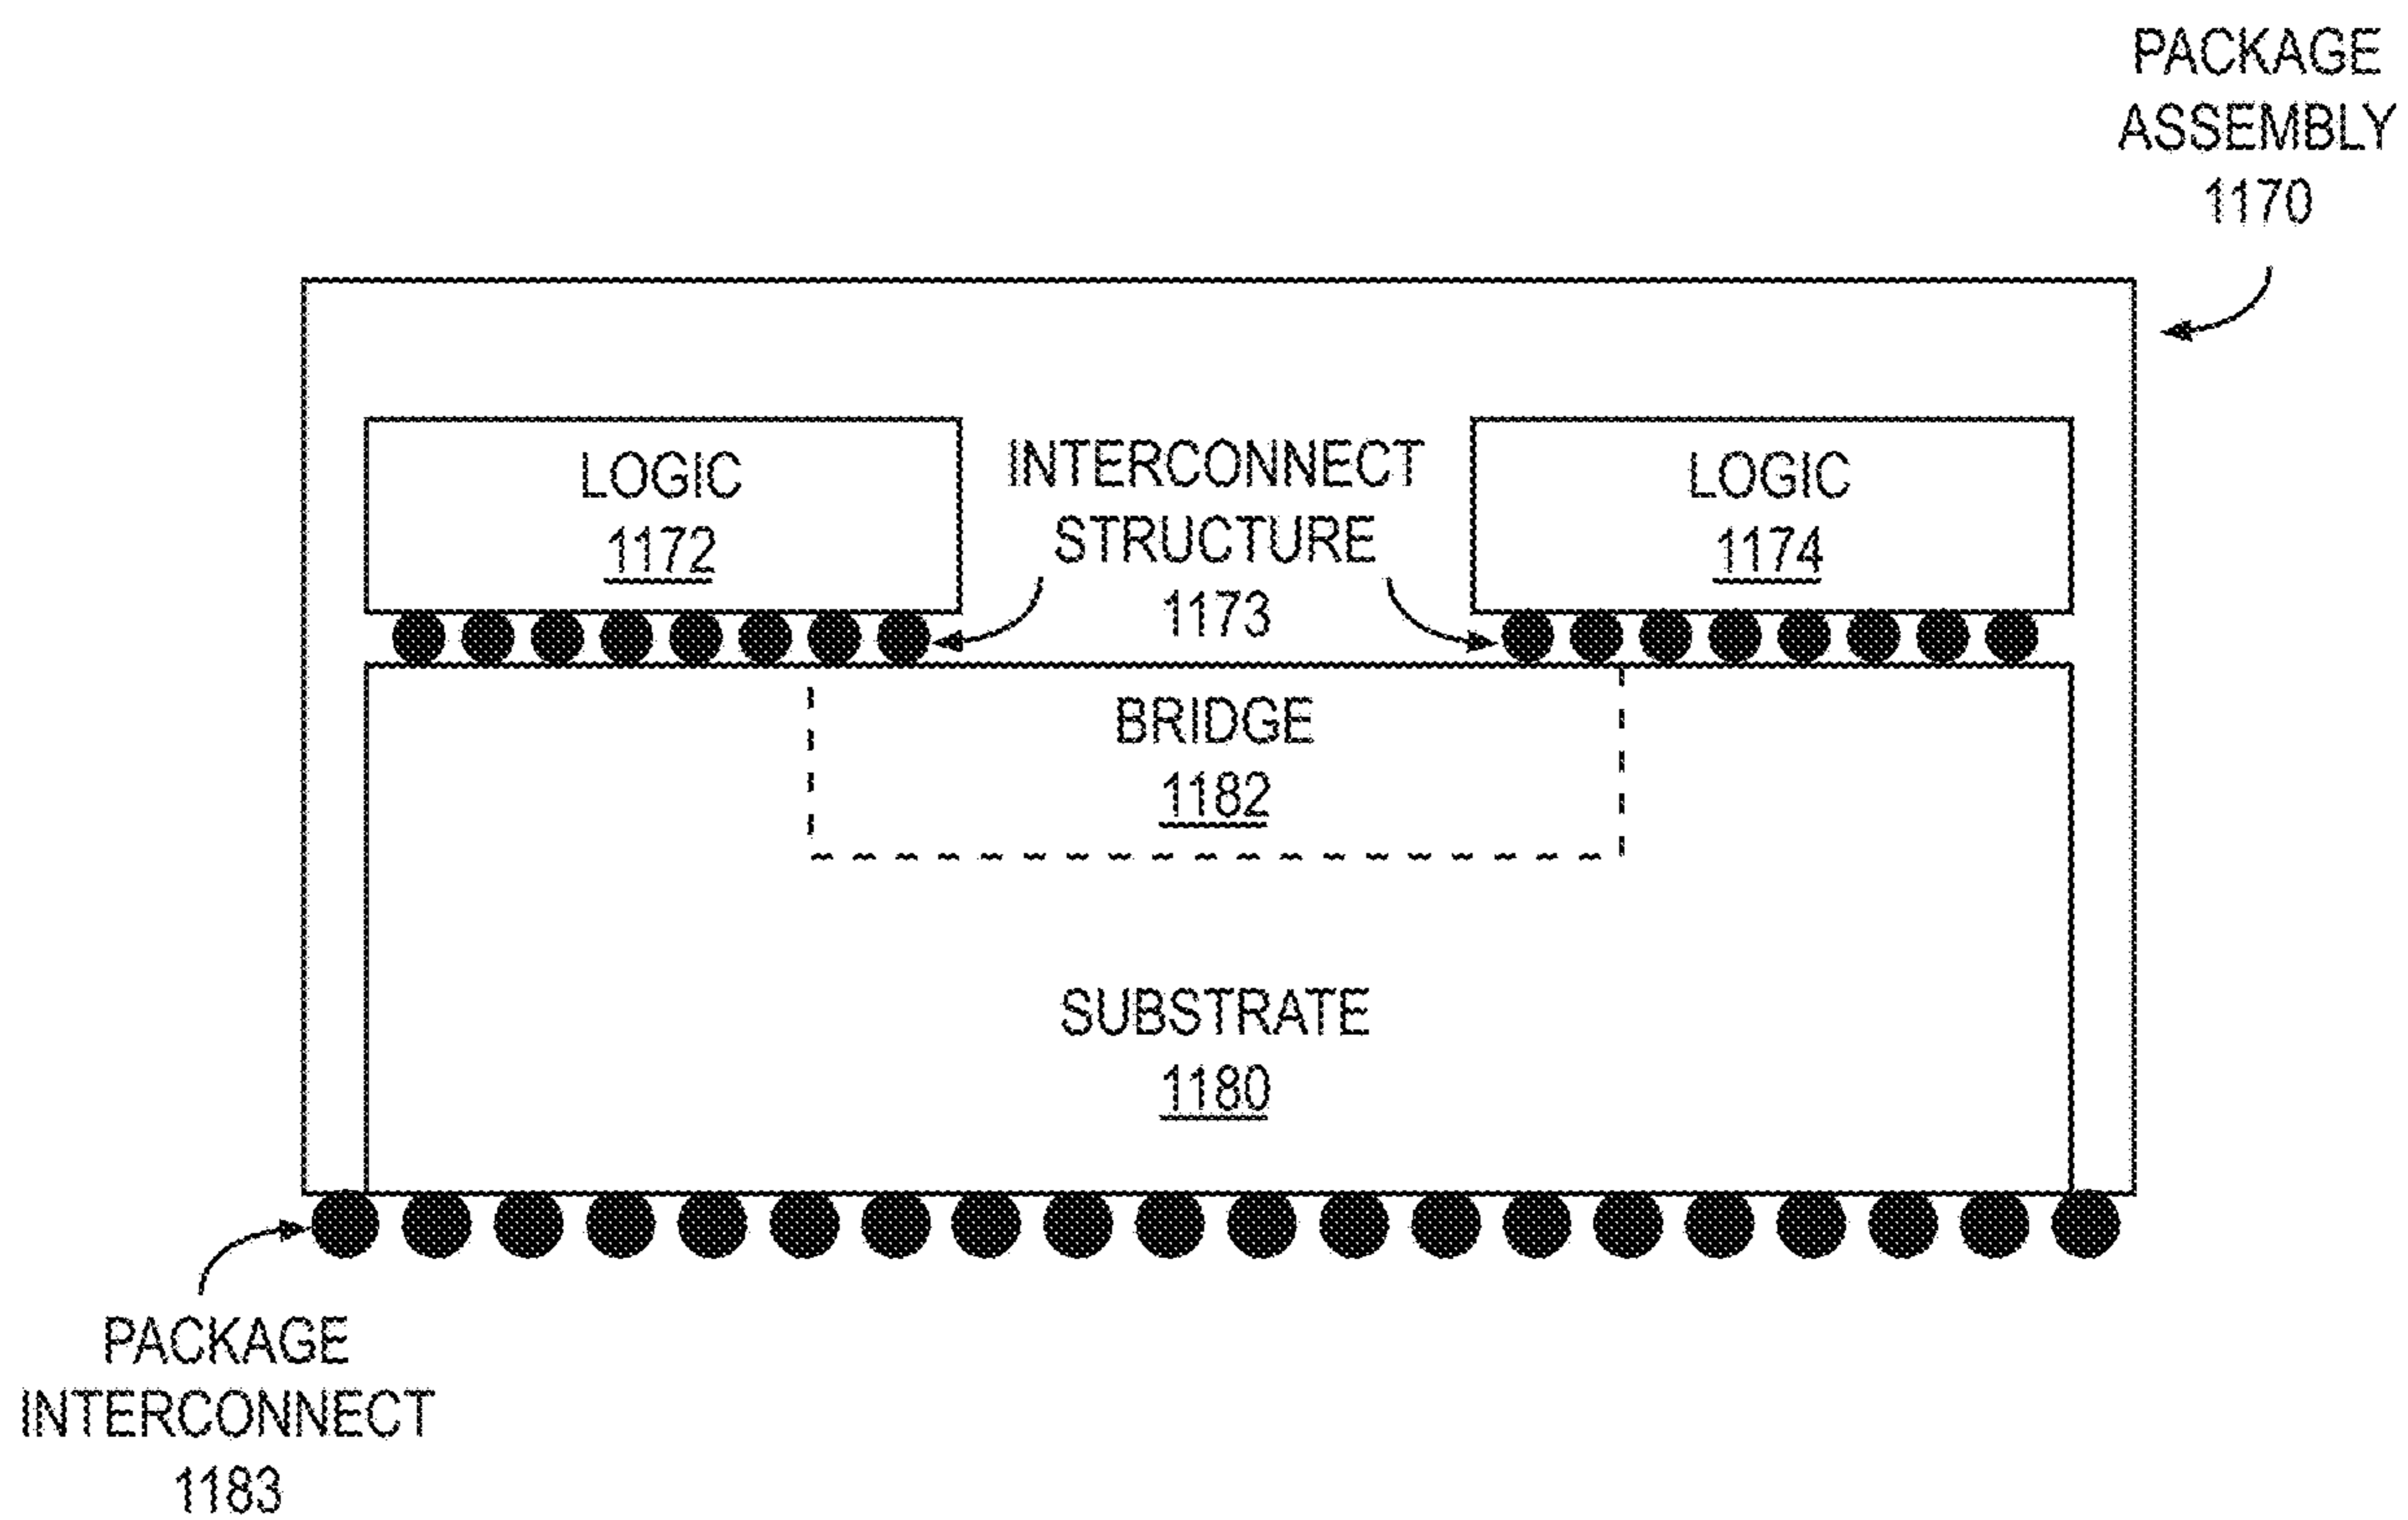 PACKAGE
ASSEMBLY
1170
LOGIC
1172
INTERCONNECT
STRUCTURE
1173
LOGIC
1174
BRIDGE
1182
SUBSTRATE
1180
PACKAGE
INTERCONNECT
1183